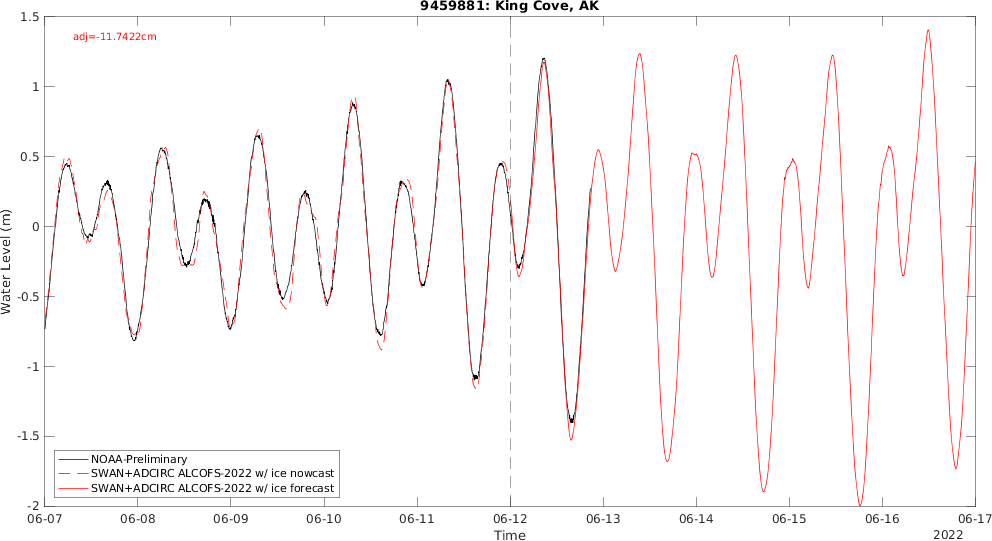 9459881: King Cove, AK
adj=-11.7422cm
1.5
1
0.5
0
-0.5
-1
-1.5
-2
Water Level (m)
NOAA-Preliminary
SWAN+ADCIRC ALCOFS-2022 w/ ice nowcast
SWAN+ADCIRC ALCOFS-2022 w/ ice forecast
06-07 06-08 06-09 06-10 06-11 06-12 06-13 06-14 06-15 06-16 06-17
Time
2022